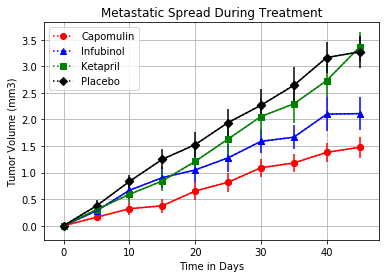 Metastatic Spread During Treatment
Capomulin
Infubinol
Ketapril
Placebo
Tumor Volume (mm3)
3.5
3.0
2.5
2.0
1.5
1.0
0.5
0.0
0 10 20 30 40
Time in Days